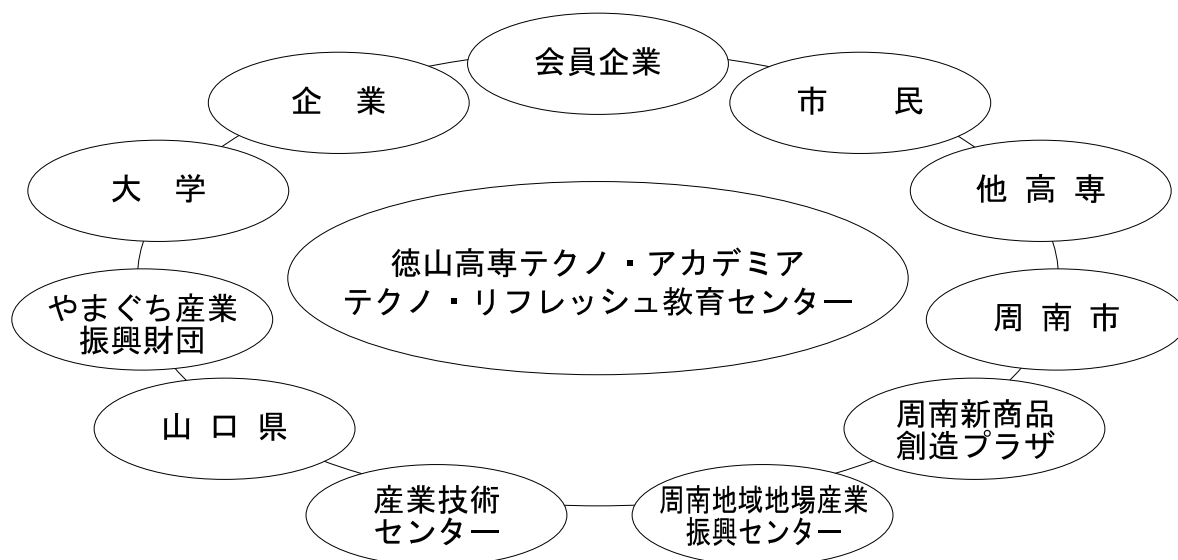 会員企業
企　業
市　　民
大　学
他 高 専
徳山高専テクノ・アカデミア
テクノ・リフレッシュ教育センター
やまぐち産業
振興財団
周 南 市
山 口 県
周南新商品
創造プラザ
産業技術
センター
周南地域地場産業
振興センター